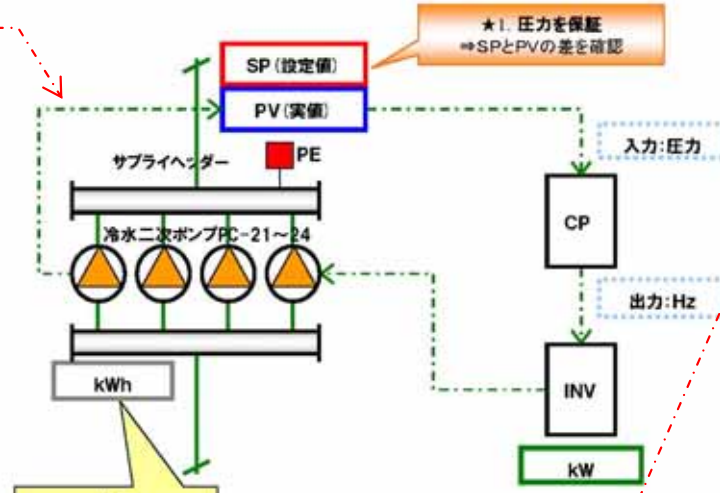 ★1. 圧力を保証
⇒SPとPVの差を確認
SP(設定値)
PV(実値)
入力:圧力
サプライヘッダー
PE
CP
冷水二次ポンプPC-21～24
出力:Hz
kWh
INV
kW